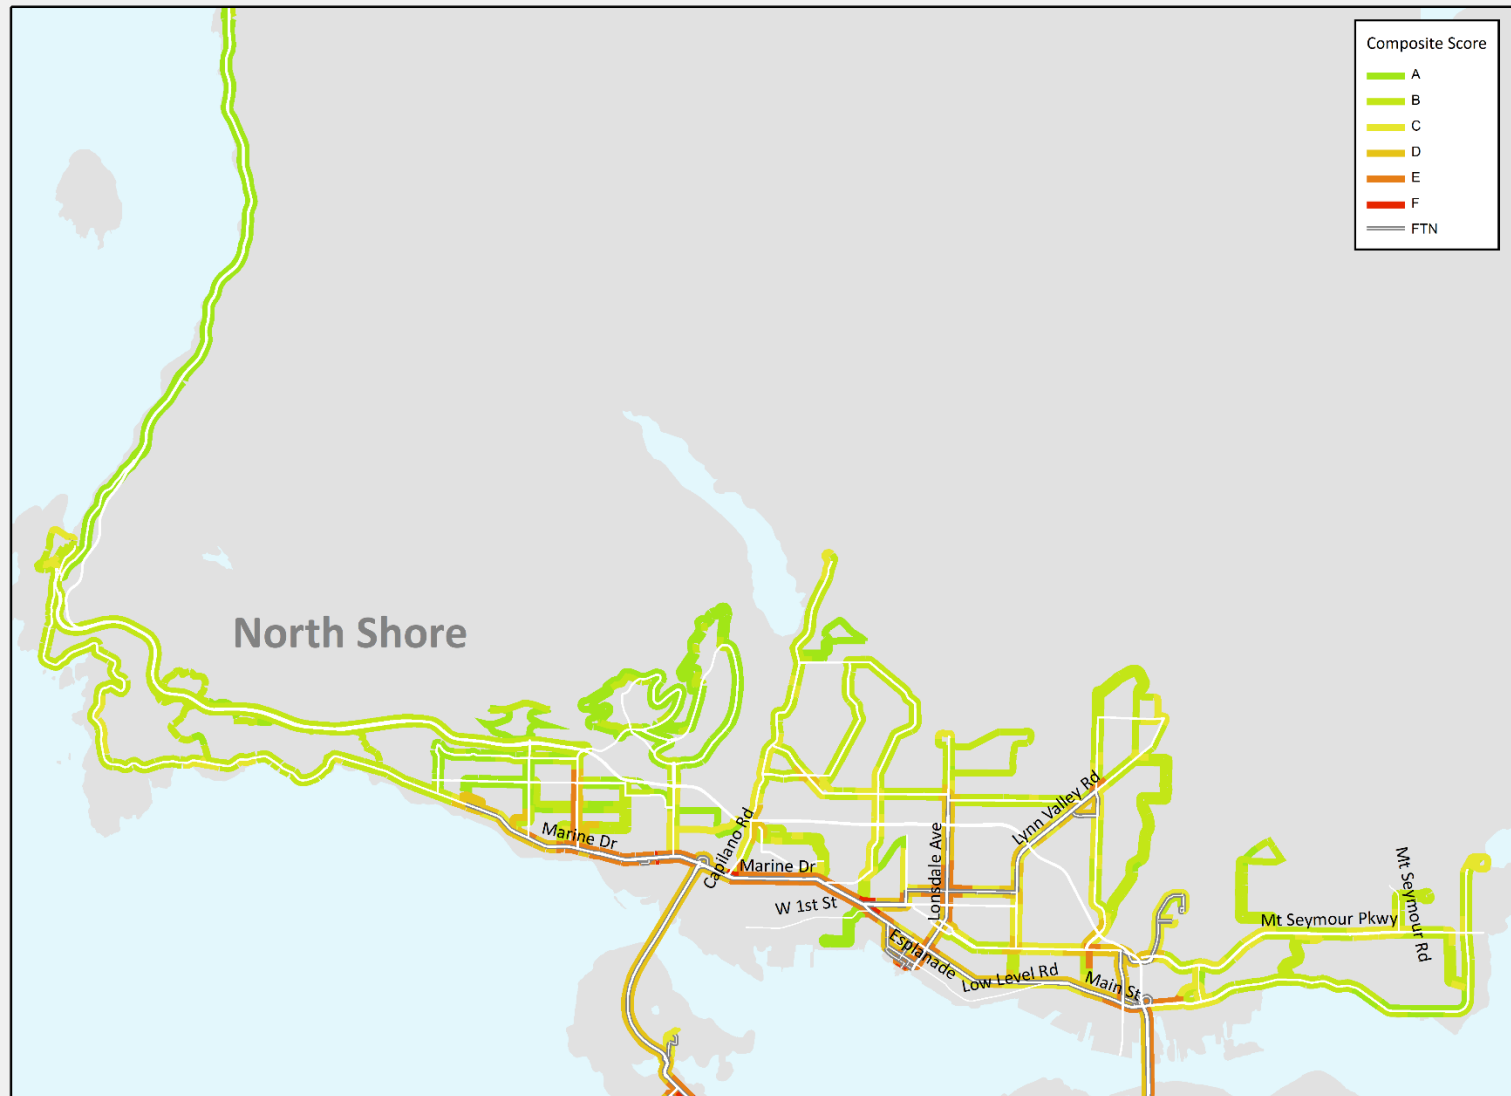 Composite Score
A
B
C
D
E
F
FTN
North Shore
Marine Dr
Capilano Rd
Marine Dr
W 1st St
Lonsdale Ave
Lynn Valley Rd
Esplanade
Low Level Rd
Main St
Mt Seymour Pkwy
Mt Seymour Rd